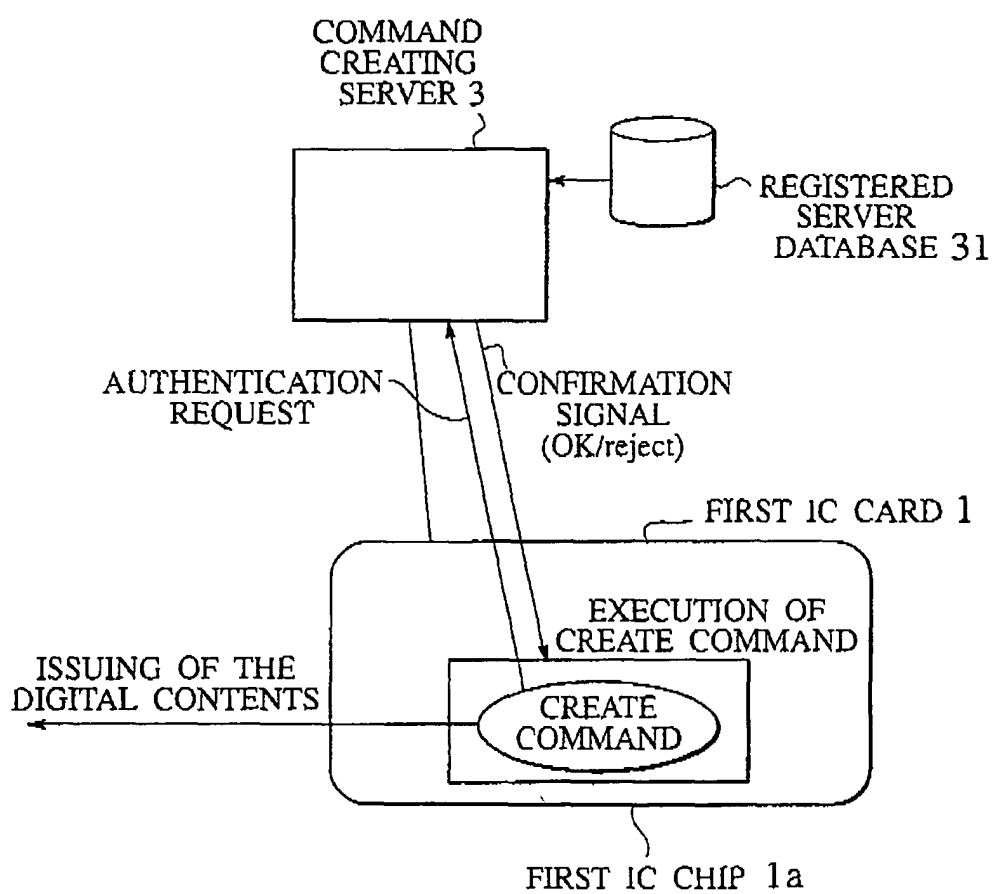 COMMAND
CREATING
SERVER 3
REGISTERED
SERVER
DATABASE 31
AUTHENTICATION
REQUEST
CONFIRMATION
SIGNAL
(OK/reject)
FIRST IC CARD 1
EXECUTION OF
CREATE COMMAND
ISSUING OF THE
DIGITAL CONTENTS
CREATE
COMMAND
FIRST IC CHIP 1a